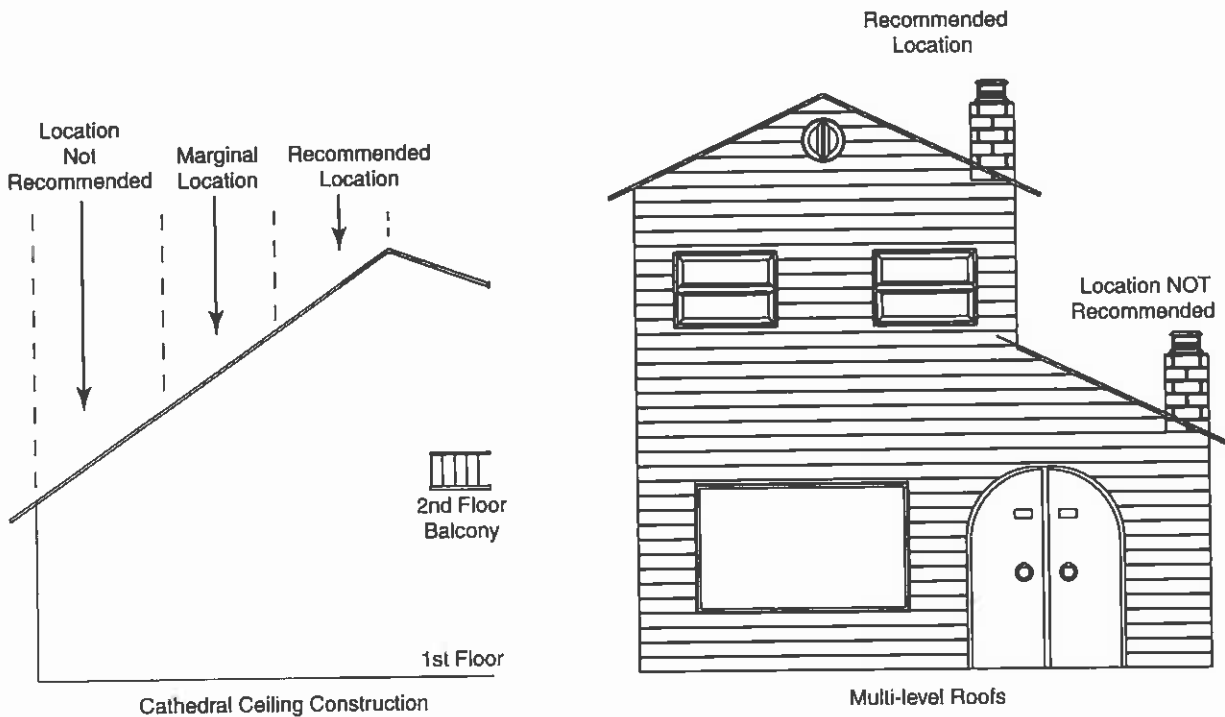 Location
Not
Recommended
Marginal
Location
Recommended
Location
2nd Floor
Balcony
1st Floor
Cathedral Ceiling Construction
Recommended
Location
Location NOT
Recommended
Multi-level Roofs